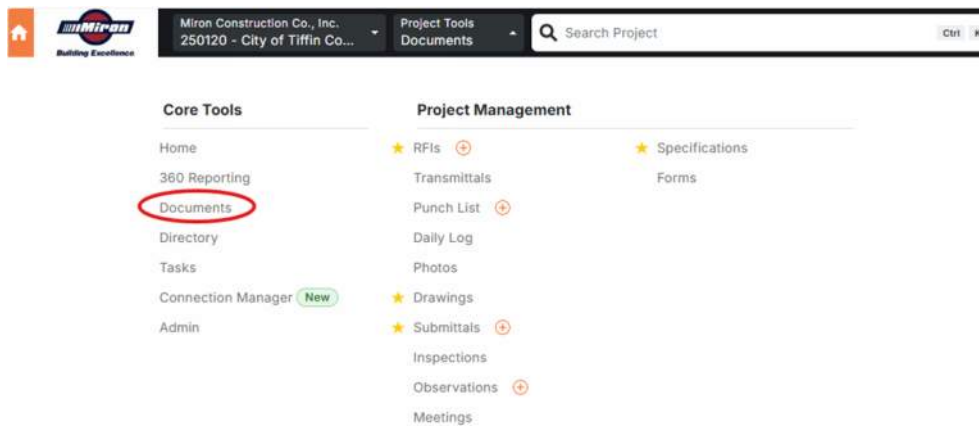 Miron
Building Excellence
Miron Construction Co., Inc.
250120 - City of Tiffin Co...
Project Tools
Documents
Search Project
Ctrl
Core Tools
Home
360 Reporting
Documents
Directory
Tasks
Connection Manager New
Admin
Project Management
RFIs
Transmittals
Punch List
Daily Log
Photos
Drawings
Submittals
Inspections
Observations
Meetings
Specifications
Forms